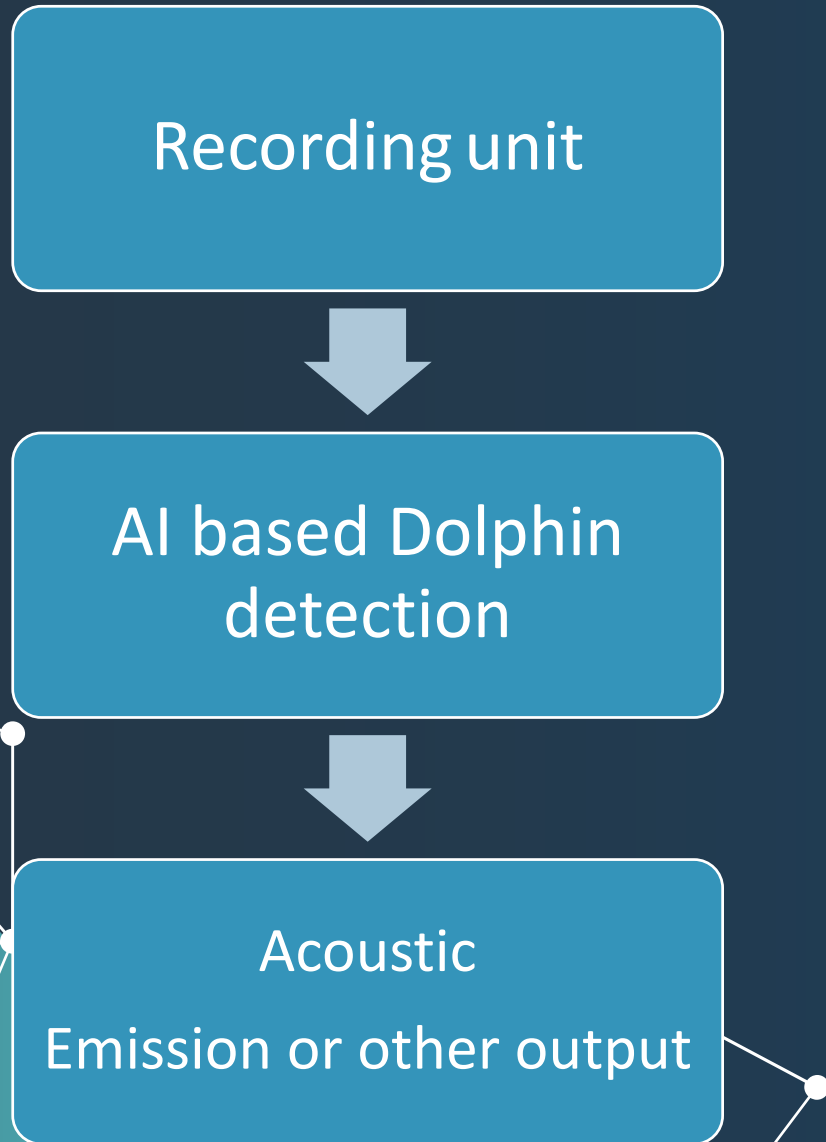 Recording unit
AI based Dolphin
detection
Acoustic
Emission or other output